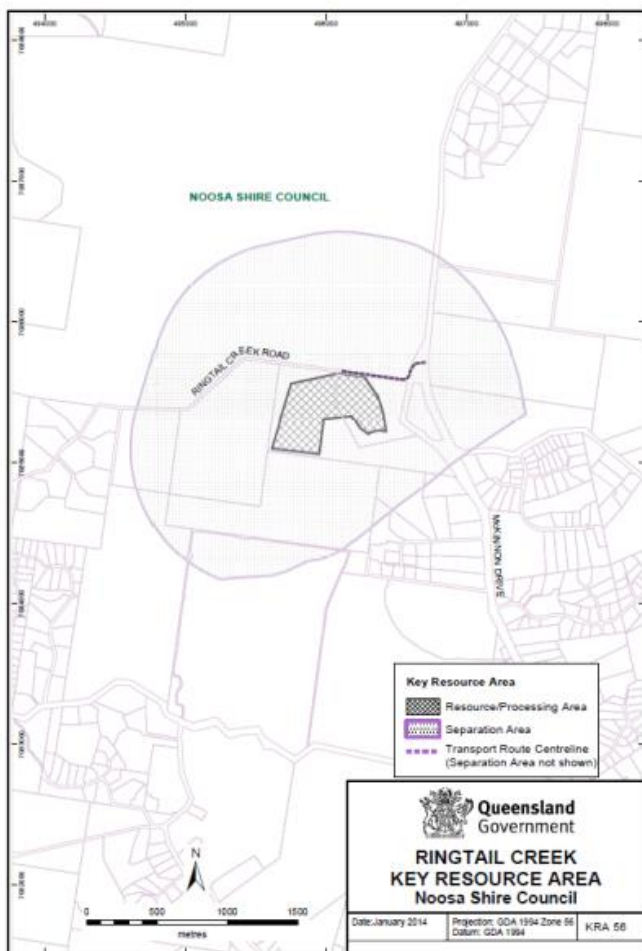 NOOSA SHIRE COUNCIL
RINGTAIL CREEK ROAD
McKINNON DRIVE
Key Resource Area
Resource/Processing Area
Separation Area
Transport Route Centreline
(Separation Area not shown)
N
0 500 1000 1500
metres
Queensland
Government
RINGTAIL CREEK
KEY RESOURCE AREA
Noosa Shire Council
Date:January 2014
Projection: GDA 1994 Zone 56
Datum: GDA 1994
KRA 56